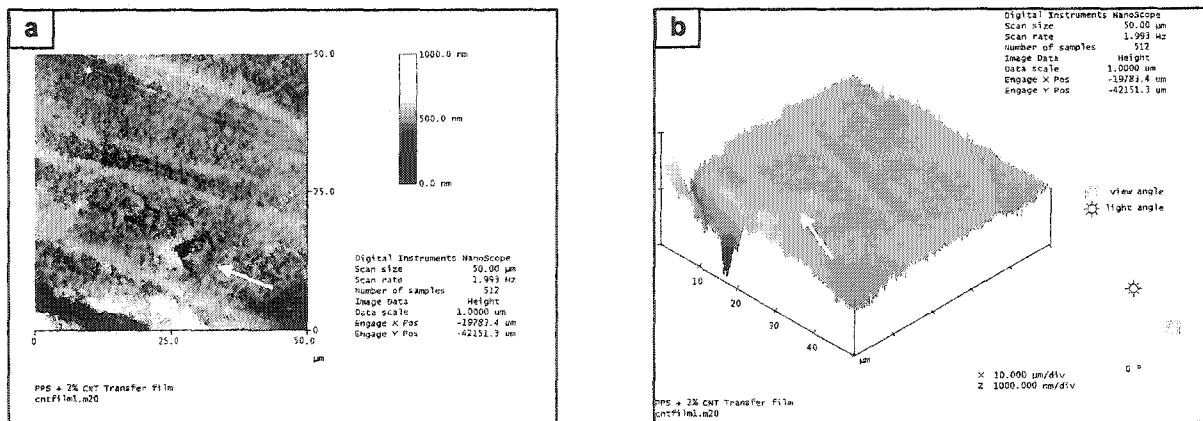 a
50.0
25.0
0
0
25.0
50.0
µm
1000.0 nm
500.0 nm
0.0 nm
Digital Instruments NanoScope
Scan size 50.00 µm
Scan rate 1.993 Hz
Number of samples 512
Image Data Height
Data scale 1.0000 um
Engage X Pos -19783.4 um
Engage Y Pos -42151.3 um
PPS + 2% CNT Transfer film
cntfilm1.m20
b
Digital Instruments NanoScope
Scan size 50.00 µm
Scan rate 1.993 Hz
Number of samples 512
Image Data Height
Data scale 1.0000 um
Engage X Pos -19783.4 um
Engage Y Pos -42151.3 um
view angle
light angle
10
20
30
40
µm
X 10.000 µm/div
Z 1000.000 nm/div
0 °
PPS + 2% CNT Transfer film
cntfilm1.m20